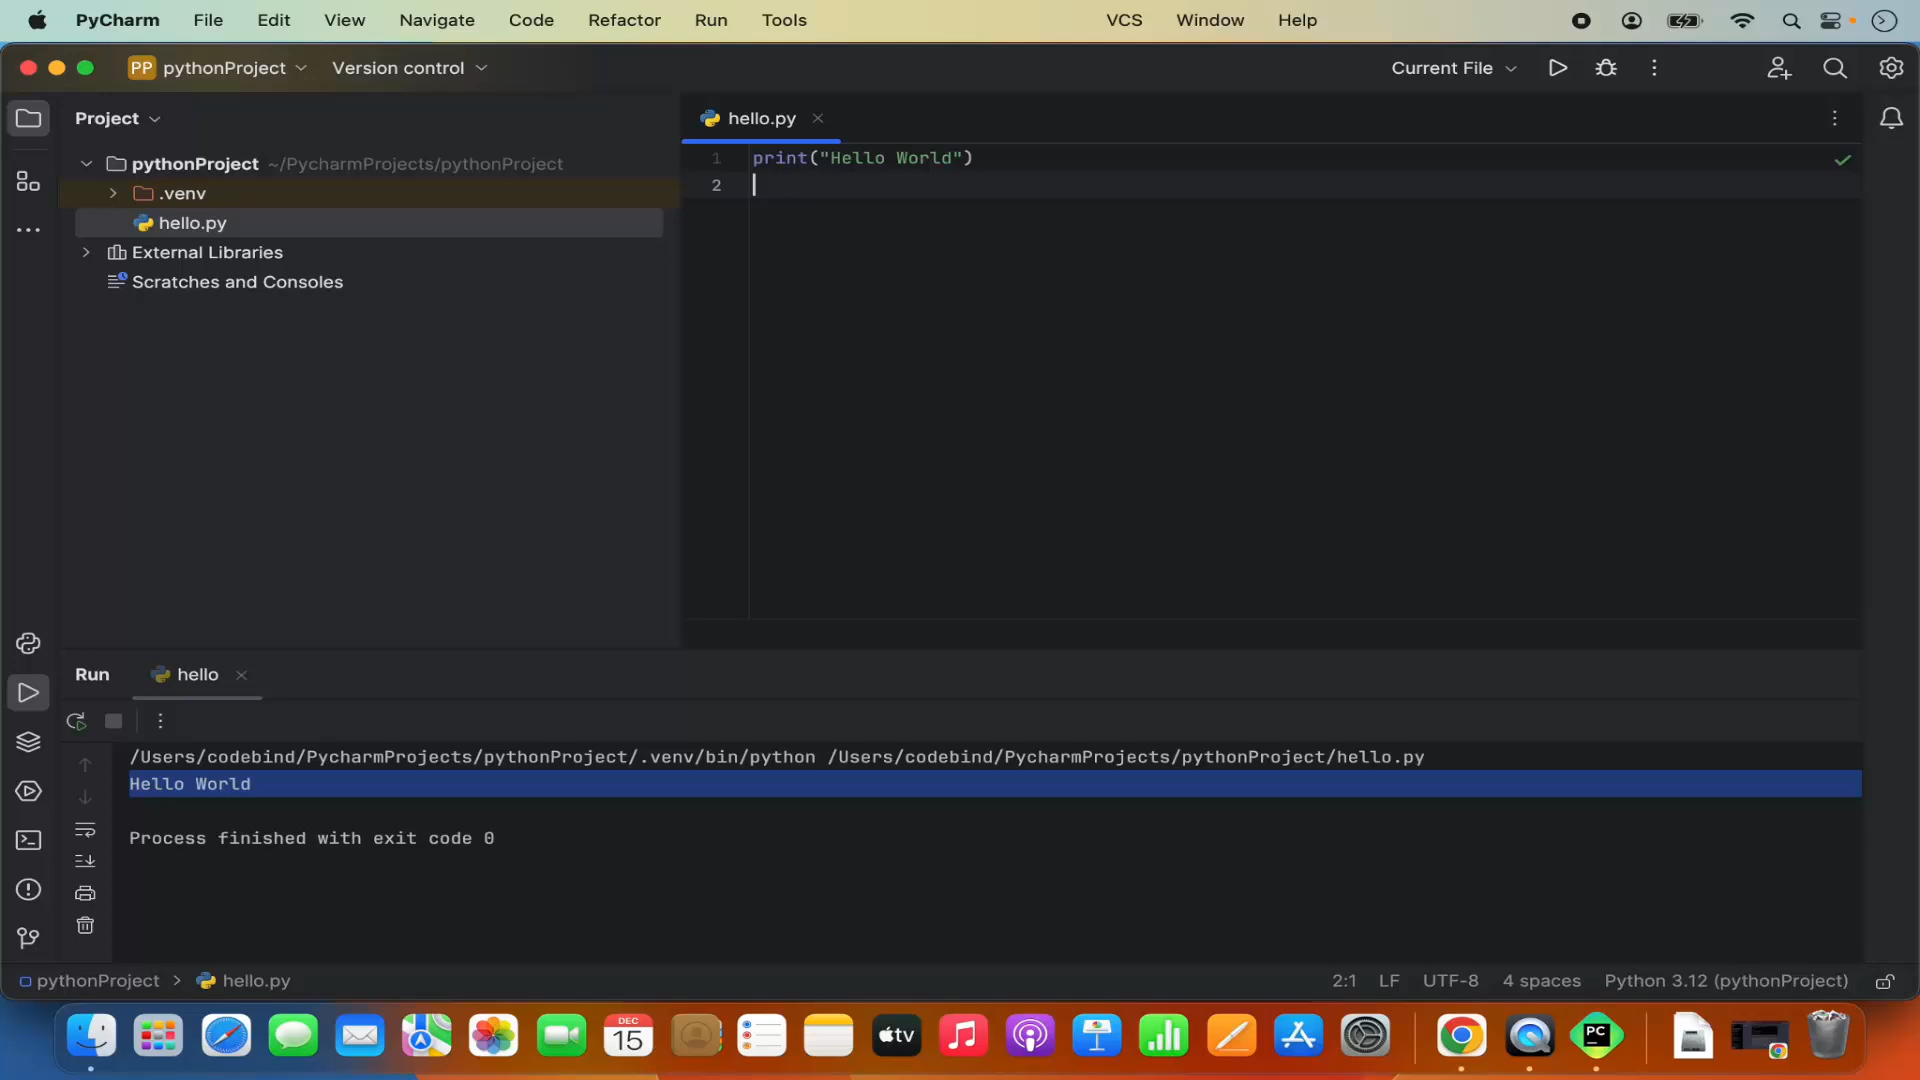 PyCharm File Edit View Navigate Code Refactor Run Tools VCS Window Help
PP pythonProject Version control Current File
Project
hello.py
pythonProject ~/PycharmProjects/pythonProject
.venv
hello.py
External Libraries
Scratches and Consoles
1 print("Hello World")
2
Run hello
/Users/codebind/PycharmProjects/pythonProject/.venv/bin/python /Users/codebind/PycharmProjects/pythonProject/hello.py
Hello World
Process finished with exit code 0
pythonProject > hello.py 2:1 LF UTF-8 4 spaces Python 3.12 (pythonProject)
DEC
15
tv
PC